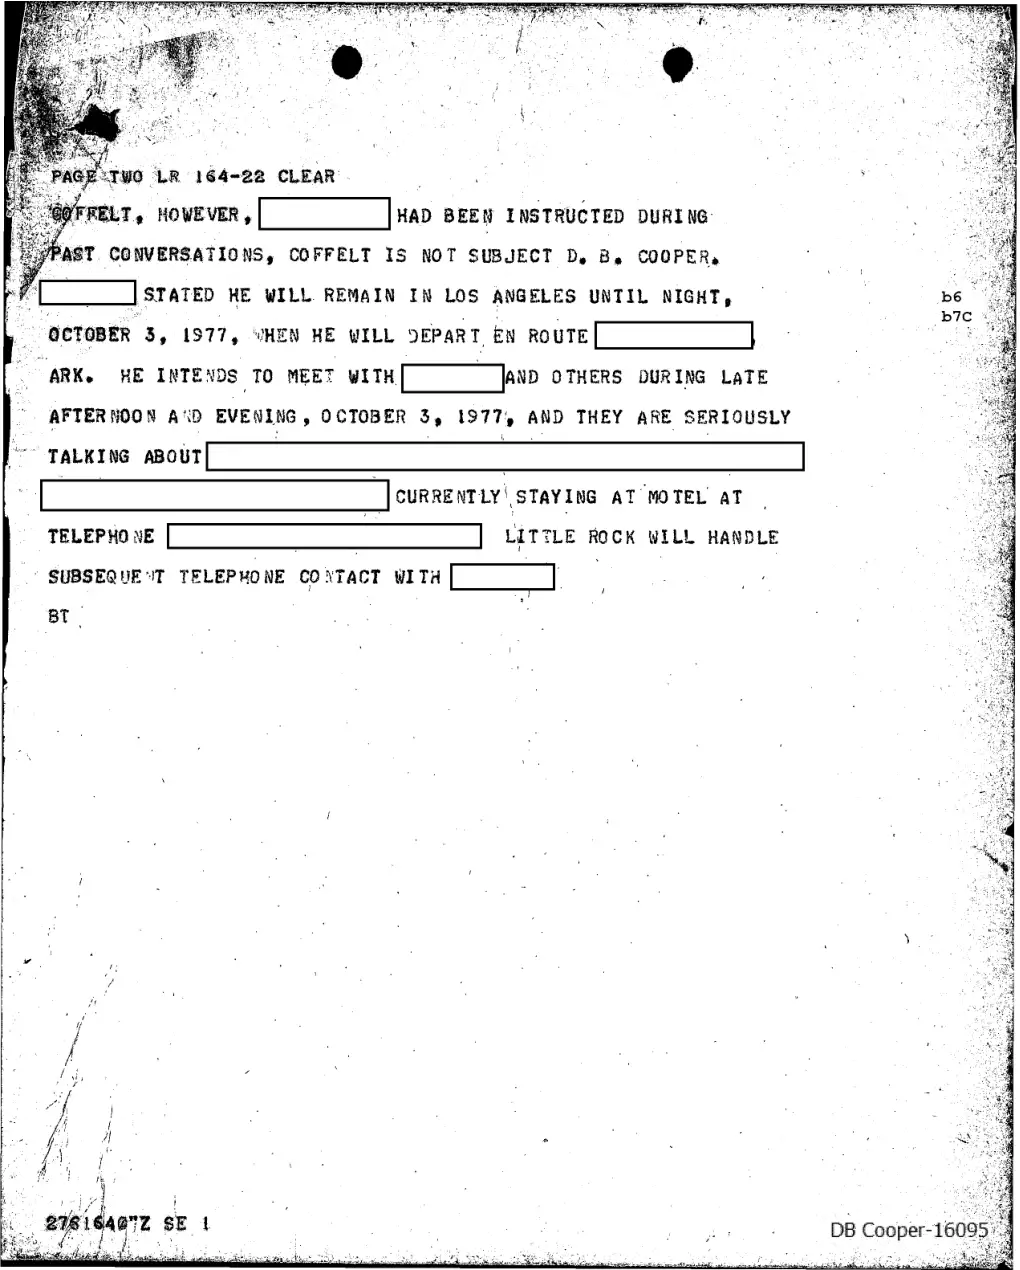 PAGE TWO LR 164-22 CLEAR
COFFELT, HOWEVER, HAD BEEN INSTRUCTED DURING
PAST CONVERSATIONS, COFFELT IS NOT SUBJECT D. B. COOPER.
STATED HE WILL REMAIN IN LOS ANGELES UNTIL NIGHT,
b6
b7C
OCTOBER 3, 1977, WHEN HE WILL DEPART EN ROUTE ,
ARK. HE INTENDS TO MEET WITH AND OTHERS DURING LATE
AFTERNOON AND EVENING, OCTOBER 3, 1977, AND THEY ARE SERIOUSLY
TALKING ABOUT
CURRENTLY STAYING AT MOTEL AT
TELEPHONE LITTLE ROCK WILL HANDLE
SUBSEQUENT TELEPHONE CONTACT WITH
BT
SE 1
DB Cooper-16095